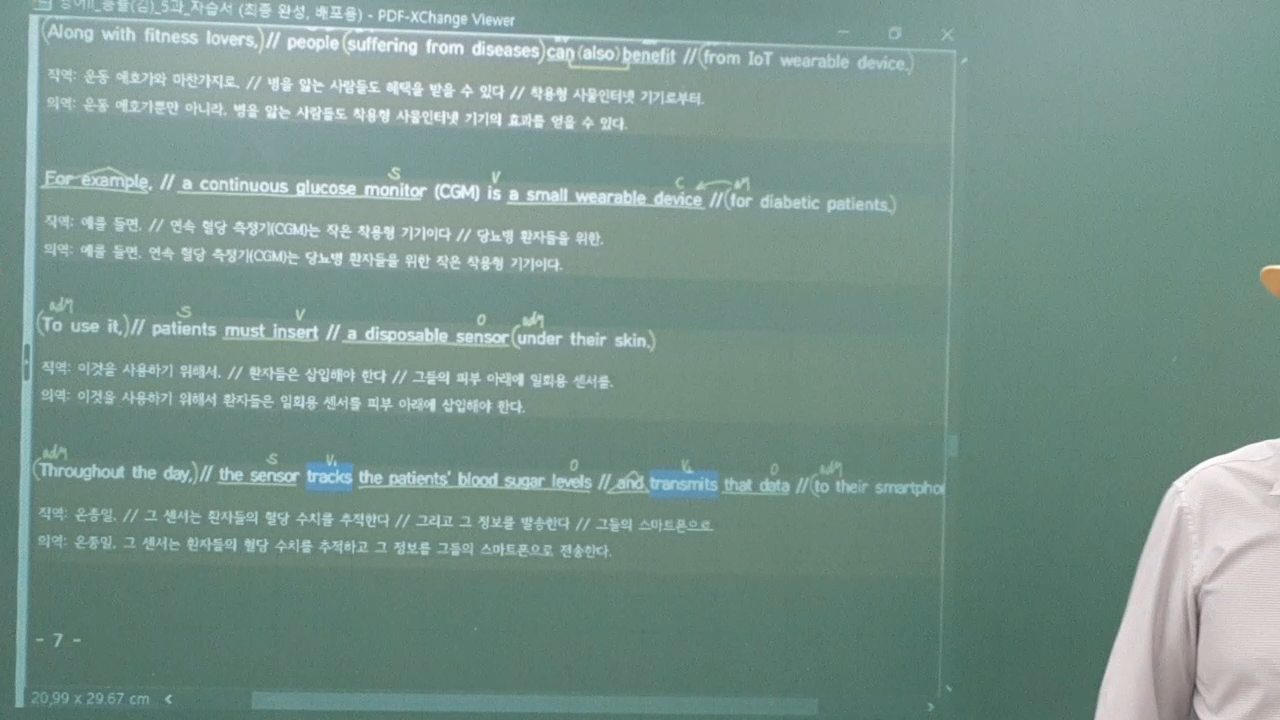 영어II_능률(김)_5과_자습서 (최종 완성, 배포용) - PDF-XChange Viewer
(Along with fitness lovers,)// people (suffering from diseases) can (also) benefit //(from IoT wearable device.)
직역: 운동 애호가와 마찬가지로, // 병을 앓는 사람들도 혜택을 받을 수 있다 // 착용형 사물인터넷 기기로부터.
의역: 운동 애호가뿐만 아니라, 병을 앓는 사람들도 착용형 사물인터넷 기기의 효과를 얻을 수 있다.
S V C M
For example, // a continuous glucose monitor (CGM) is a small wearable device //(for diabetic patients.)
직역: 예를 들면, // 연속 혈당 측정기(CGM)는 작은 착용형 기기이다 // 당뇨병 환자들을 위한.
의역: 예를 들면, 연속 혈당 측정기(CGM)는 당뇨병 환자들을 위한 작은 착용형 기기이다.
adM S V O adM
(To use it,)// patients must insert // a disposable sensor (under their skin.)
직역: 이것을 사용하기 위해서, // 환자들은 삽입해야 한다 // 그들의 피부 아래에 일회용 센서를.
의역: 이것을 사용하기 위해서 환자들은 일회용 센서를 피부 아래에 삽입해야 한다.
adM S V₁ O V₂ O adM
(Throughout the day,)// the sensor tracks the patients' blood sugar levels // and transmits that data //(to their smartpho
직역: 온종일, // 그 센서는 환자들의 혈당 수치를 추적한다 // 그리고 그 정보를 발송한다 // 그들의 스마트폰으로
의역: 온종일, 그 센서는 환자들의 혈당 수치를 추적하고 그 정보를 그들의 스마트폰으로 전송한다.
- 7 -
20.99 x 29.67 cm